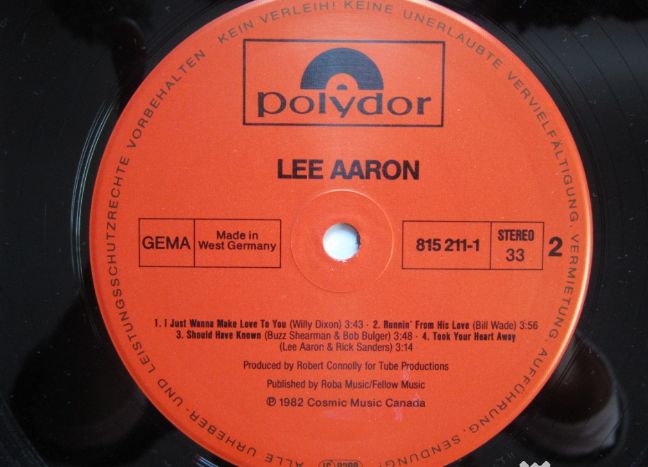 KEIN VERLEIH! KEINE UNERLAUBTE VERVIELFÄLTIGUNG, VERMIETUNG, AUFFÜHRUNG, SENDUNG!
ALLE URHEBER- UND LEISTUNGSSCHUTZRECHTE VORBEHALTEN
polydor
LEE AARON
GEMA
Made in
West Germany
815 211-1
STEREO
33
2
1. I Just Wanna Make Love To You (Willy Dixon) 3:43 · 2. Runnin' From His Love (Bill Wade) 3:56
3. Should Have Known (Buzz Shearman & Bob Bulger) 3:48 · 4. Took Your Heart Away
(Lee Aaron & Rick Sanders) 3:14
Produced by Robert Connolly for Tube Productions
Published by Roba Music/Fellow Music
℗ 1982 Cosmic Music Canada